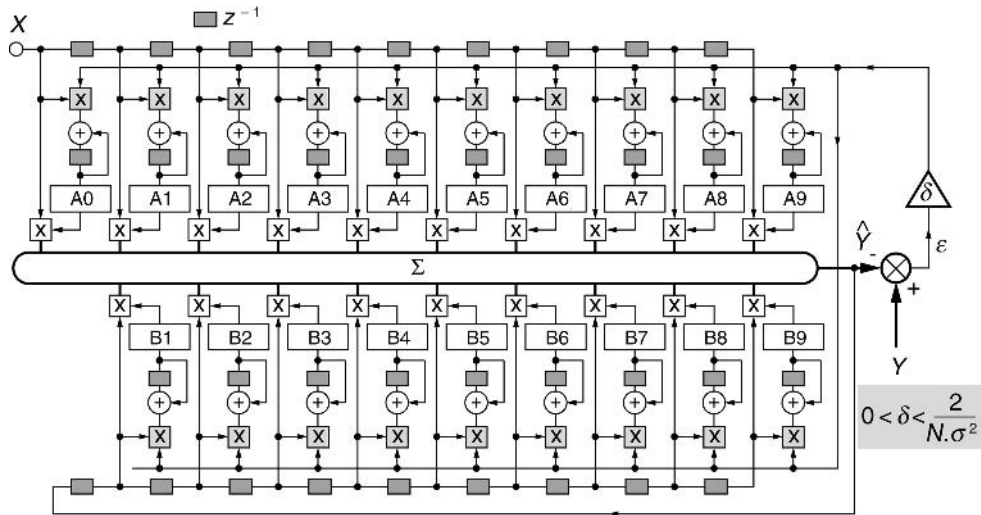 X
z⁻¹
X X X X X X X X X X
+ + + + + + + + + +
A0 A1 A2 A3 A4 A5 A6 A7 A8 A9
δ
X X X X X X X X X X
Ŷ
-
ε
Σ
+
X X X X X X X X X
B1 B2 B3 B4 B5 B6 B7 B8 B9
Y
+ + + + + + + + +
0 < δ < 2/N.σ²
X X X X X X X X X